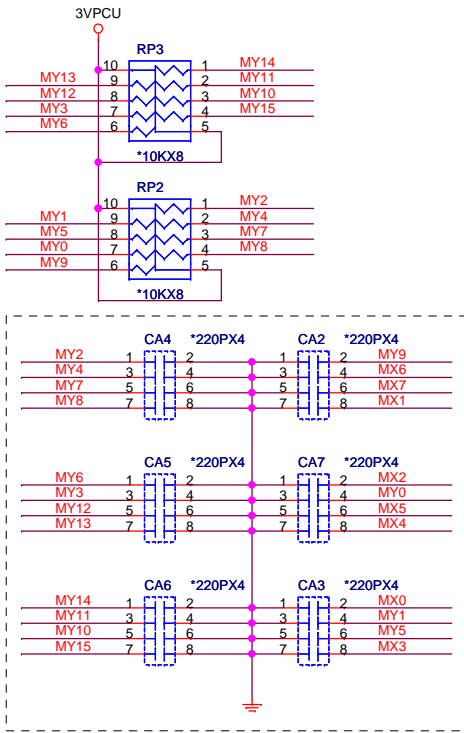 3VPCU
RP3
10 1 MY14
MY13 9 2 MY11
MY12 8 3 MY10
MY3 7 4 MY15
MY6 6 5
*10KX8
RP2
10 1 MY2
MY1 9 2 MY4
MY5 8 3 MY7
MY0 7 4 MY8
MY9 6 5
*10KX8
CA4 *220PX4 CA2 *220PX4
MY2 1 2 1 2 MY9
MY4 3 4 3 4 MX6
MY7 5 6 5 6 MX7
MY8 7 8 7 8 MX1
CA5 *220PX4 CA7 *220PX4
MY6 1 2 1 2 MX2
MY3 3 4 3 4 MY0
MY12 5 6 5 6 MX5
MY13 7 8 7 8 MX4
CA6 *220PX4 CA3 *220PX4
MY14 1 2 1 2 MX0
MY11 3 4 3 4 MY1
MY10 5 6 5 6 MY5
MY15 7 8 7 8 MX3